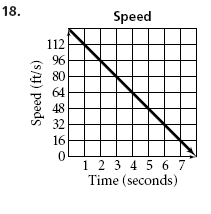 18.
Speed
Speed (ft/s)
112
96
80
64
48
32
16
0
1 2 3 4 5 6 7
Time (seconds)